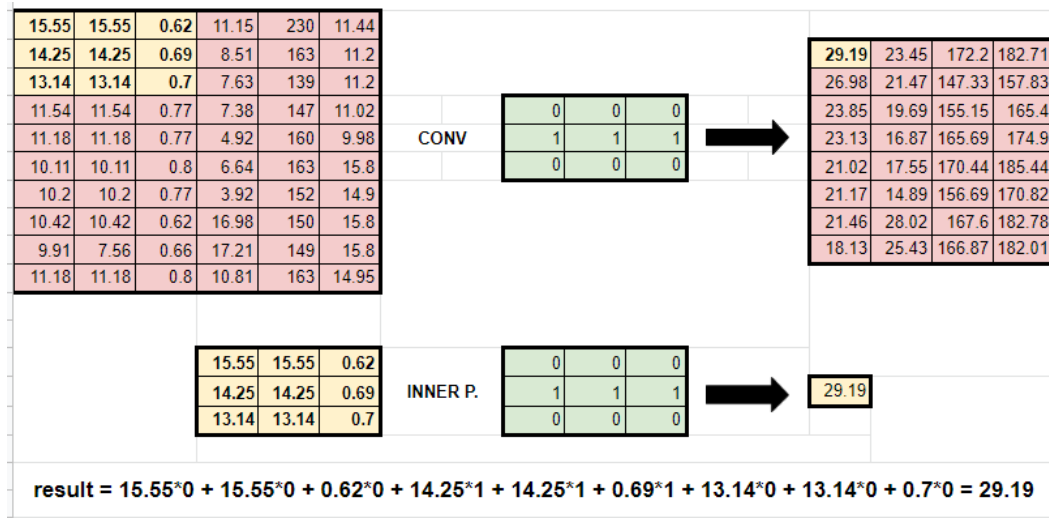 15.55 15.55 0.62 11.15 230 11.44
14.25 14.25 0.69 8.51 163 11.2
13.14 13.14 0.7 7.63 139 11.2
11.54 11.54 0.77 7.38 147 11.02
11.18 11.18 0.77 4.92 160 9.98
10.11 10.11 0.8 6.64 163 15.8
10.2 10.2 0.77 3.92 152 14.9
10.42 10.42 0.62 16.98 150 15.8
9.91 7.56 0.66 17.21 149 15.8
11.18 11.18 0.8 10.81 163 14.95
CONV
0 0 0
1 1 1
0 0 0
29.19 23.45 172.2 182.71
26.98 21.47 147.33 157.83
23.85 19.69 155.15 165.4
23.13 16.87 165.69 174.9
21.02 17.55 170.44 185.44
21.17 14.89 156.69 170.82
21.46 28.02 167.6 182.78
18.13 25.43 166.87 182.01
15.55 15.55 0.62
14.25 14.25 0.69
13.14 13.14 0.7
INNER P.
0 0 0
1 1 1
0 0 0
29.19
result = 15.55*0 + 15.55*0 + 0.62*0 + 14.25*1 + 14.25*1 + 0.69*1 + 13.14*0 + 13.14*0 + 0.7*0 = 29.19